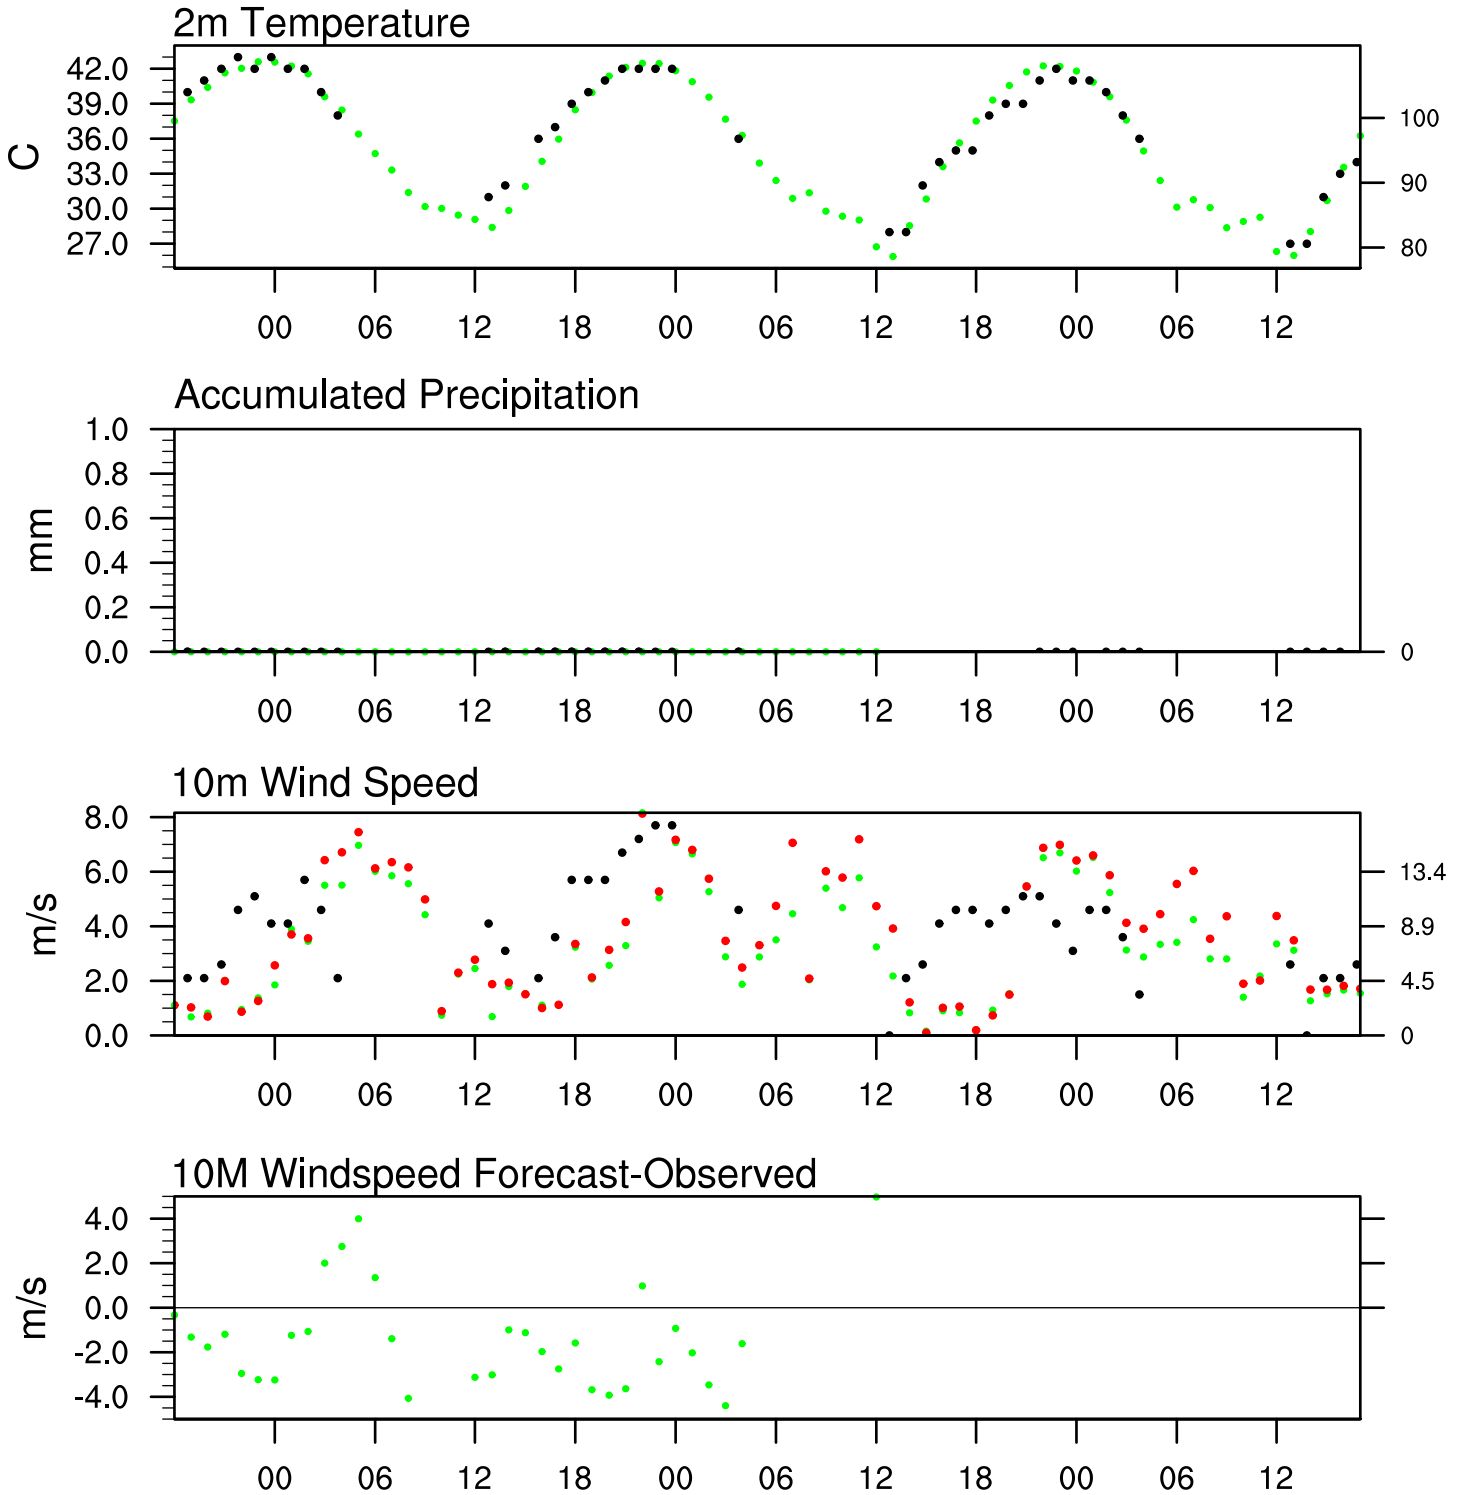 2m Temperature
42.0
39.0
36.0
33.0
30.0
27.0
C
100
90
80
00 06 12 18 00 06 12 18 00 06 12
Accumulated Precipitation
1.0
0.8
0.6
0.4
0.2
0.0
mm
0
00 06 12 18 00 06 12 18 00 06 12
10m Wind Speed
8.0
6.0
4.0
2.0
0.0
m/s
13.4
8.9
4.5
0
00 06 12 18 00 06 12 18 00 06 12
10M Windspeed Forecast-Observed
4.0
2.0
0.0
-2.0
-4.0
m/s
00 06 12 18 00 06 12 18 00 06 12